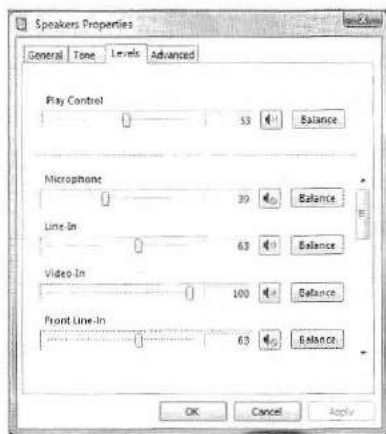 Speakers Properties
General Tone Levels Advanced
Play Control
53 Balance
Microphone
39 Balance
Line-In
63 Balance
Video-In
100 Balance
Front Line-In
63 Balance
OK Cancel Apply